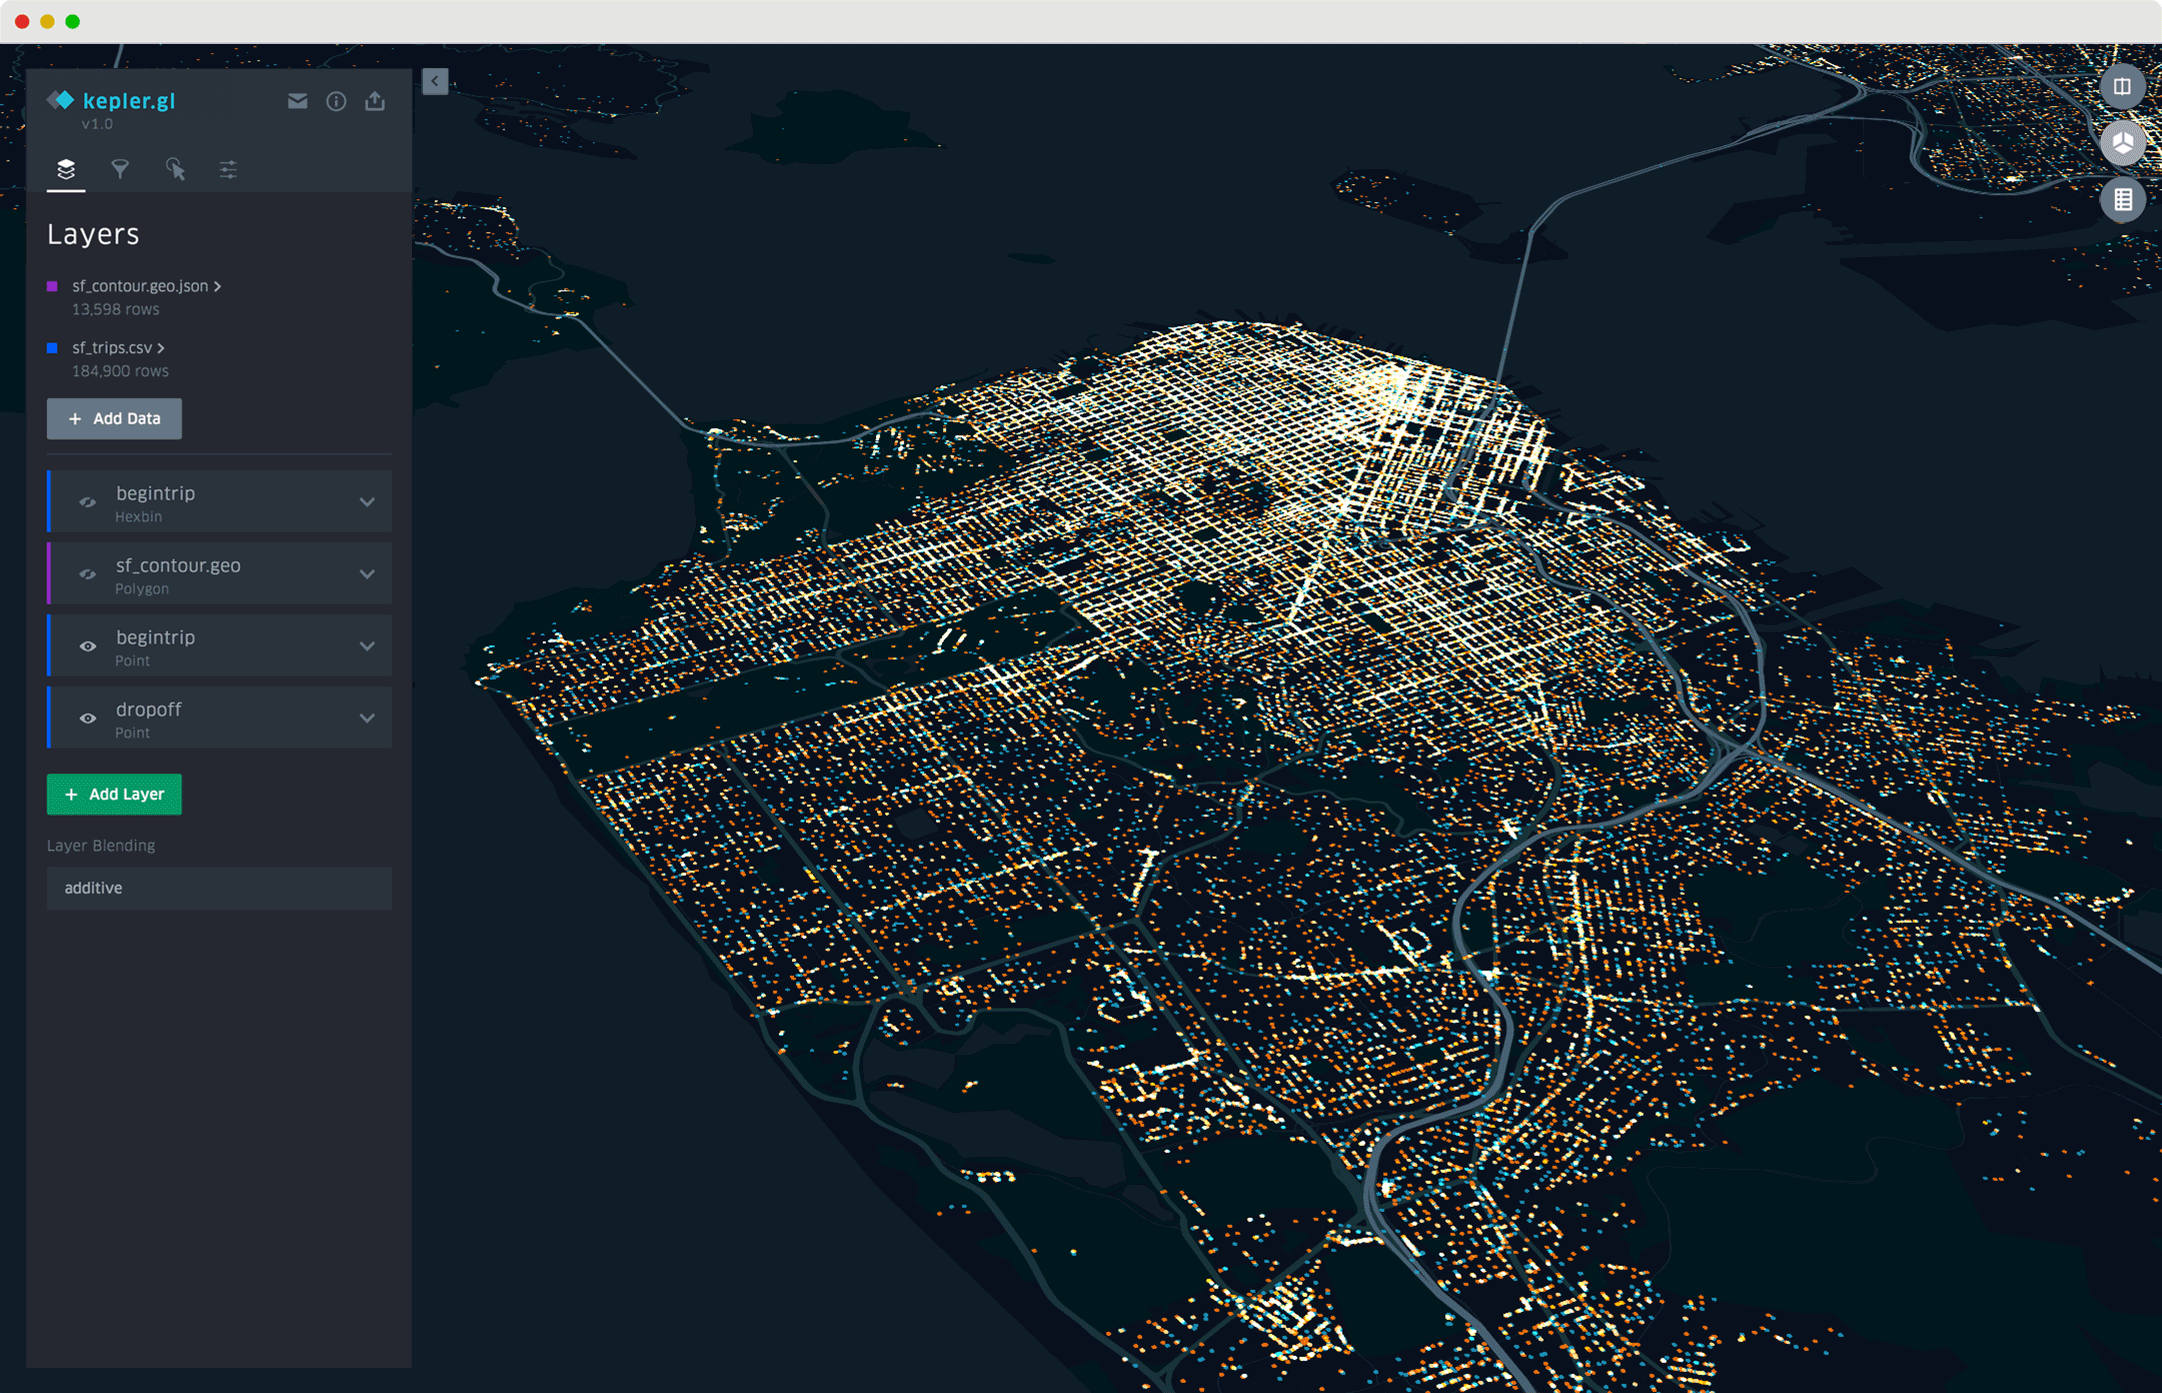 kepler.gl
v1.0
Layers
sf_contour.geo.json
13,598 rows
sf_trips.csv
184,900 rows
+ Add Data
begintrip
Hexbin
sf_contour.geo
Polygon
begintrip
Point
dropoff
Point
+ Add Layer
Layer Blending
additive